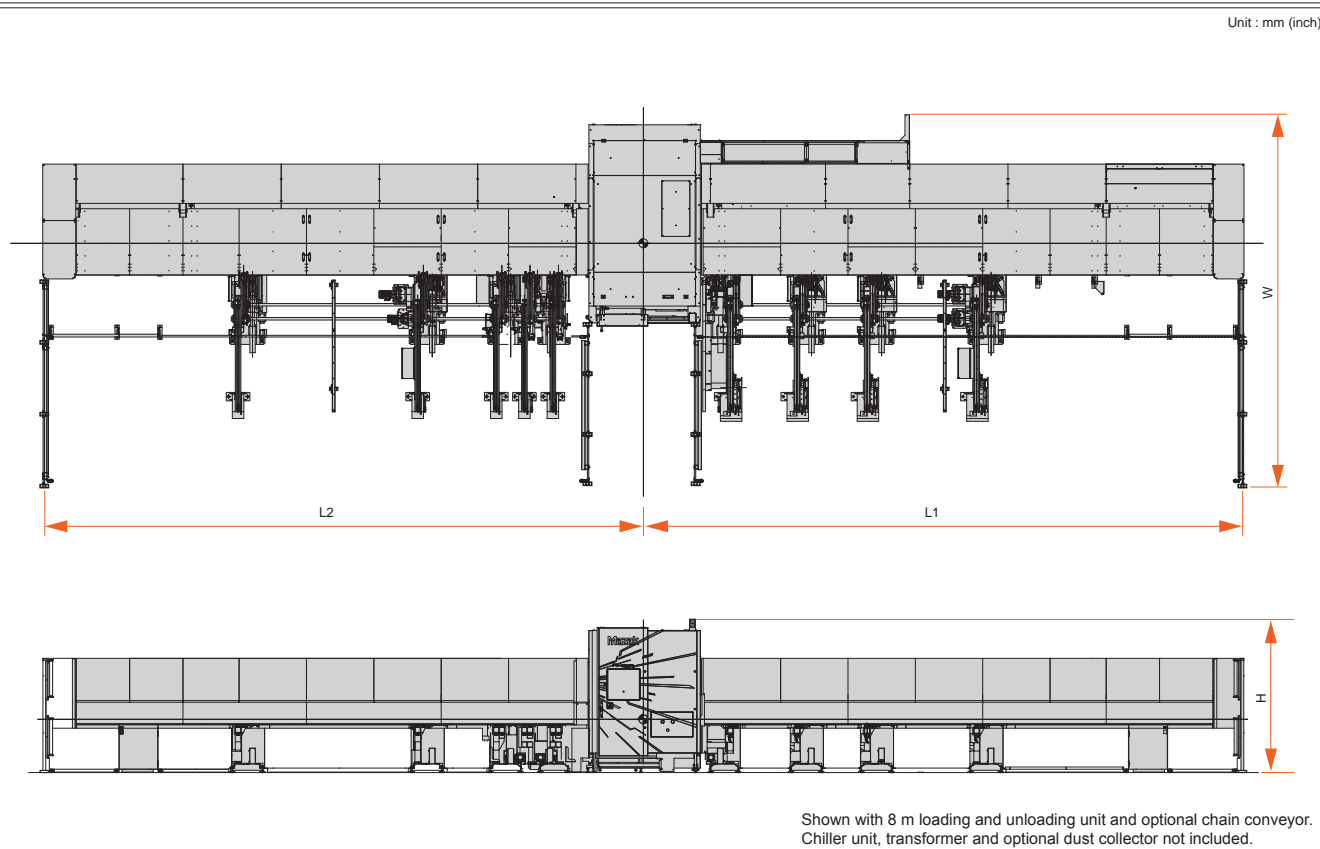 Unit : mm (inch)
W
L2
L1
Mazak
H
Shown with 8 m loading and unloading unit and optional chain conveyor.
Chiller unit, transformer and optional dust collector not included.